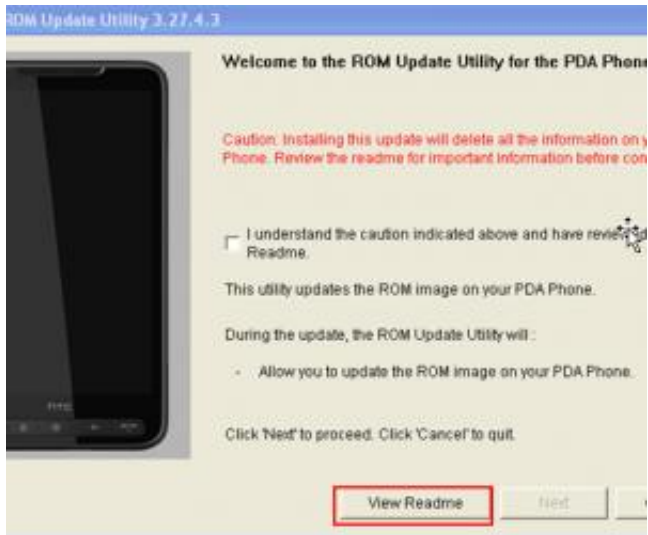 ROM Update Utility 3.27.4.3
Welcome to the ROM Update Utility for the PDA Phone
Caution: Installing this update will delete all the information on
Phone. Review the readme for important information before
I understand the caution indicated above and have
Readme.
This utility updates the ROM image on your PDA Phone.
During the update, the ROM Update Utility will :
- Allow you to update the ROM image on your PDA Phone.
hTC
Click 'Next' to proceed. Click 'Cancel' to quit.
View Readme
Next